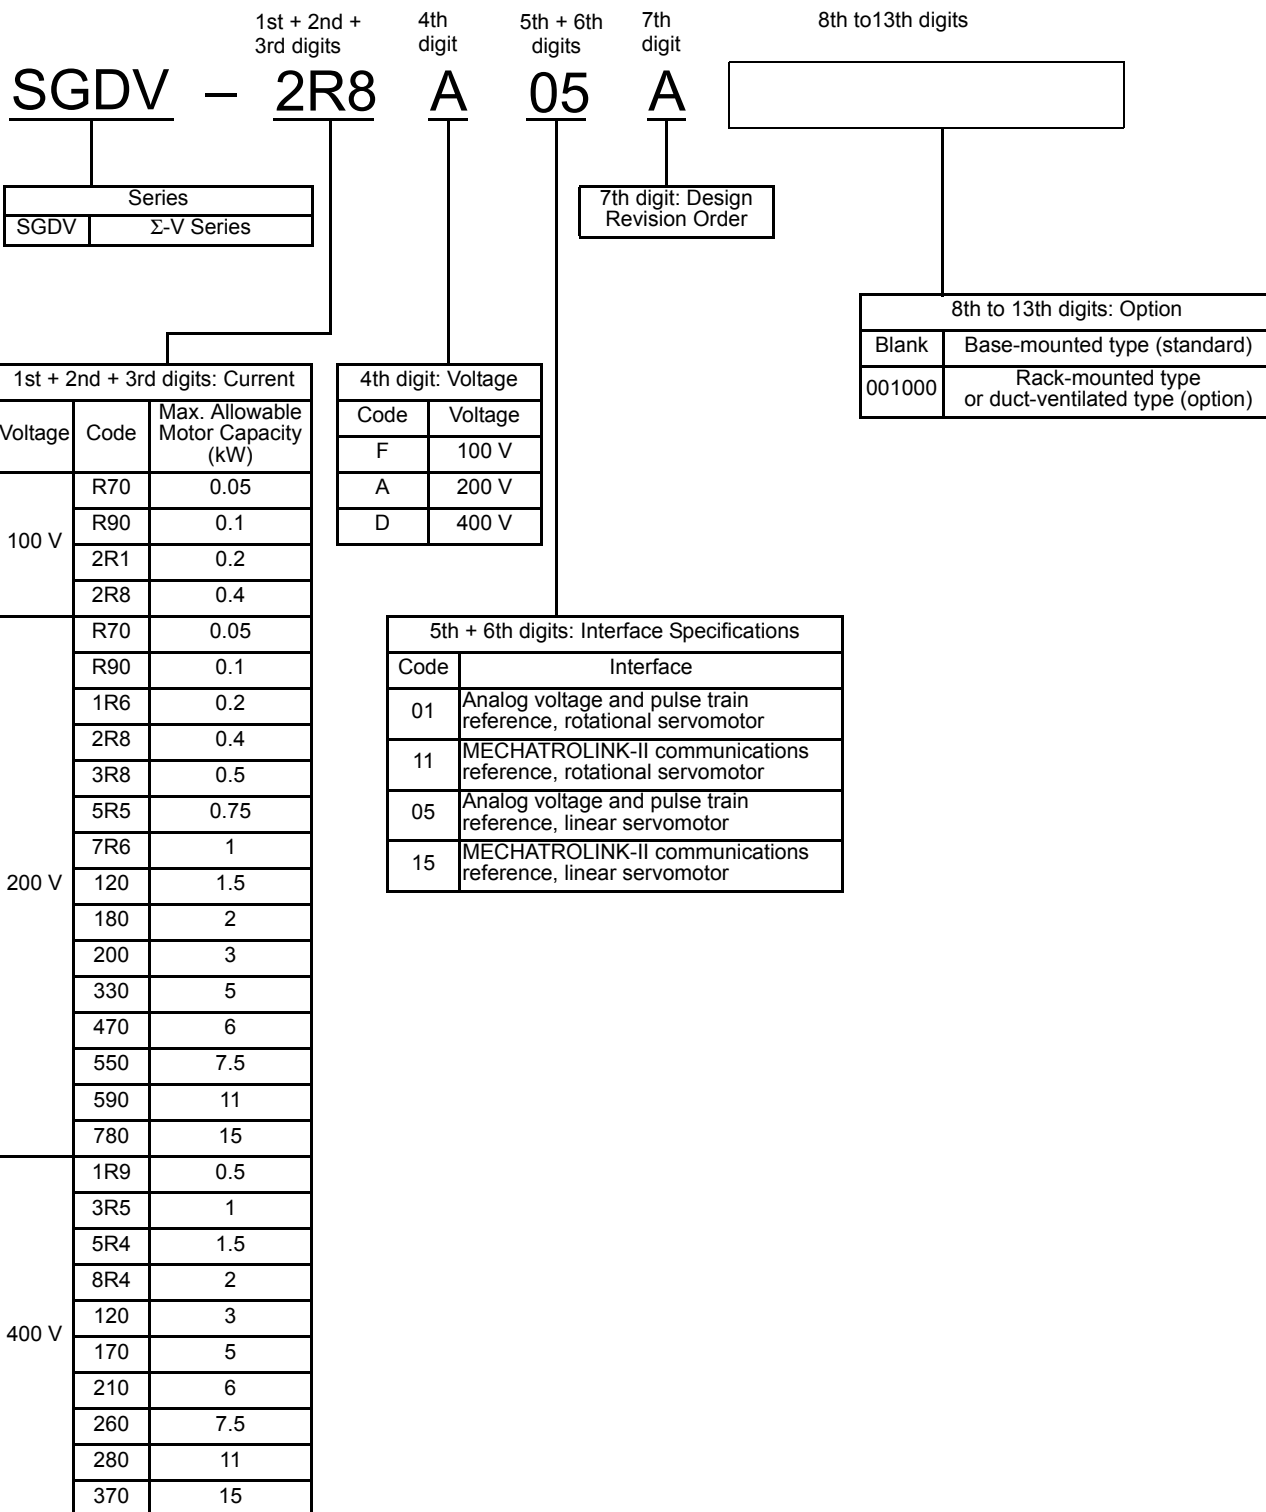 1st + 2nd +
3rd digits
4th
digit
5th + 6th
digits
7th
digit
8th to13th digits
SGDV – 2R8 A 05 A
Series
SGDV Σ-V Series
7th digit: Design
Revision Order
8th to 13th digits: Option
Blank Base-mounted type (standard)
001000 Rack-mounted type
or duct-ventilated type (option)
1st + 2nd + 3rd digits: Current
Voltage Code Max. Allowable
Motor Capacity
(kW)
100 V
R70 0.05
R90 0.1
2R1 0.2
2R8 0.4
200 V
R70 0.05
R90 0.1
1R6 0.2
2R8 0.4
3R8 0.5
5R5 0.75
7R6 1
120 1.5
180 2
200 3
330 5
470 6
550 7.5
590 11
780 15
400 V
1R9 0.5
3R5 1
5R4 1.5
8R4 2
120 3
170 5
210 6
260 7.5
280 11
370 15
4th digit: Voltage
Code Voltage
F 100 V
A 200 V
D 400 V
5th + 6th digits: Interface Specifications
Code Interface
01 Analog voltage and pulse train
reference, rotational servomotor
11 MECHATROLINK-II communications
reference, rotational servomotor
05 Analog voltage and pulse train
reference, linear servomotor
15 MECHATROLINK-II communications
reference, linear servomotor